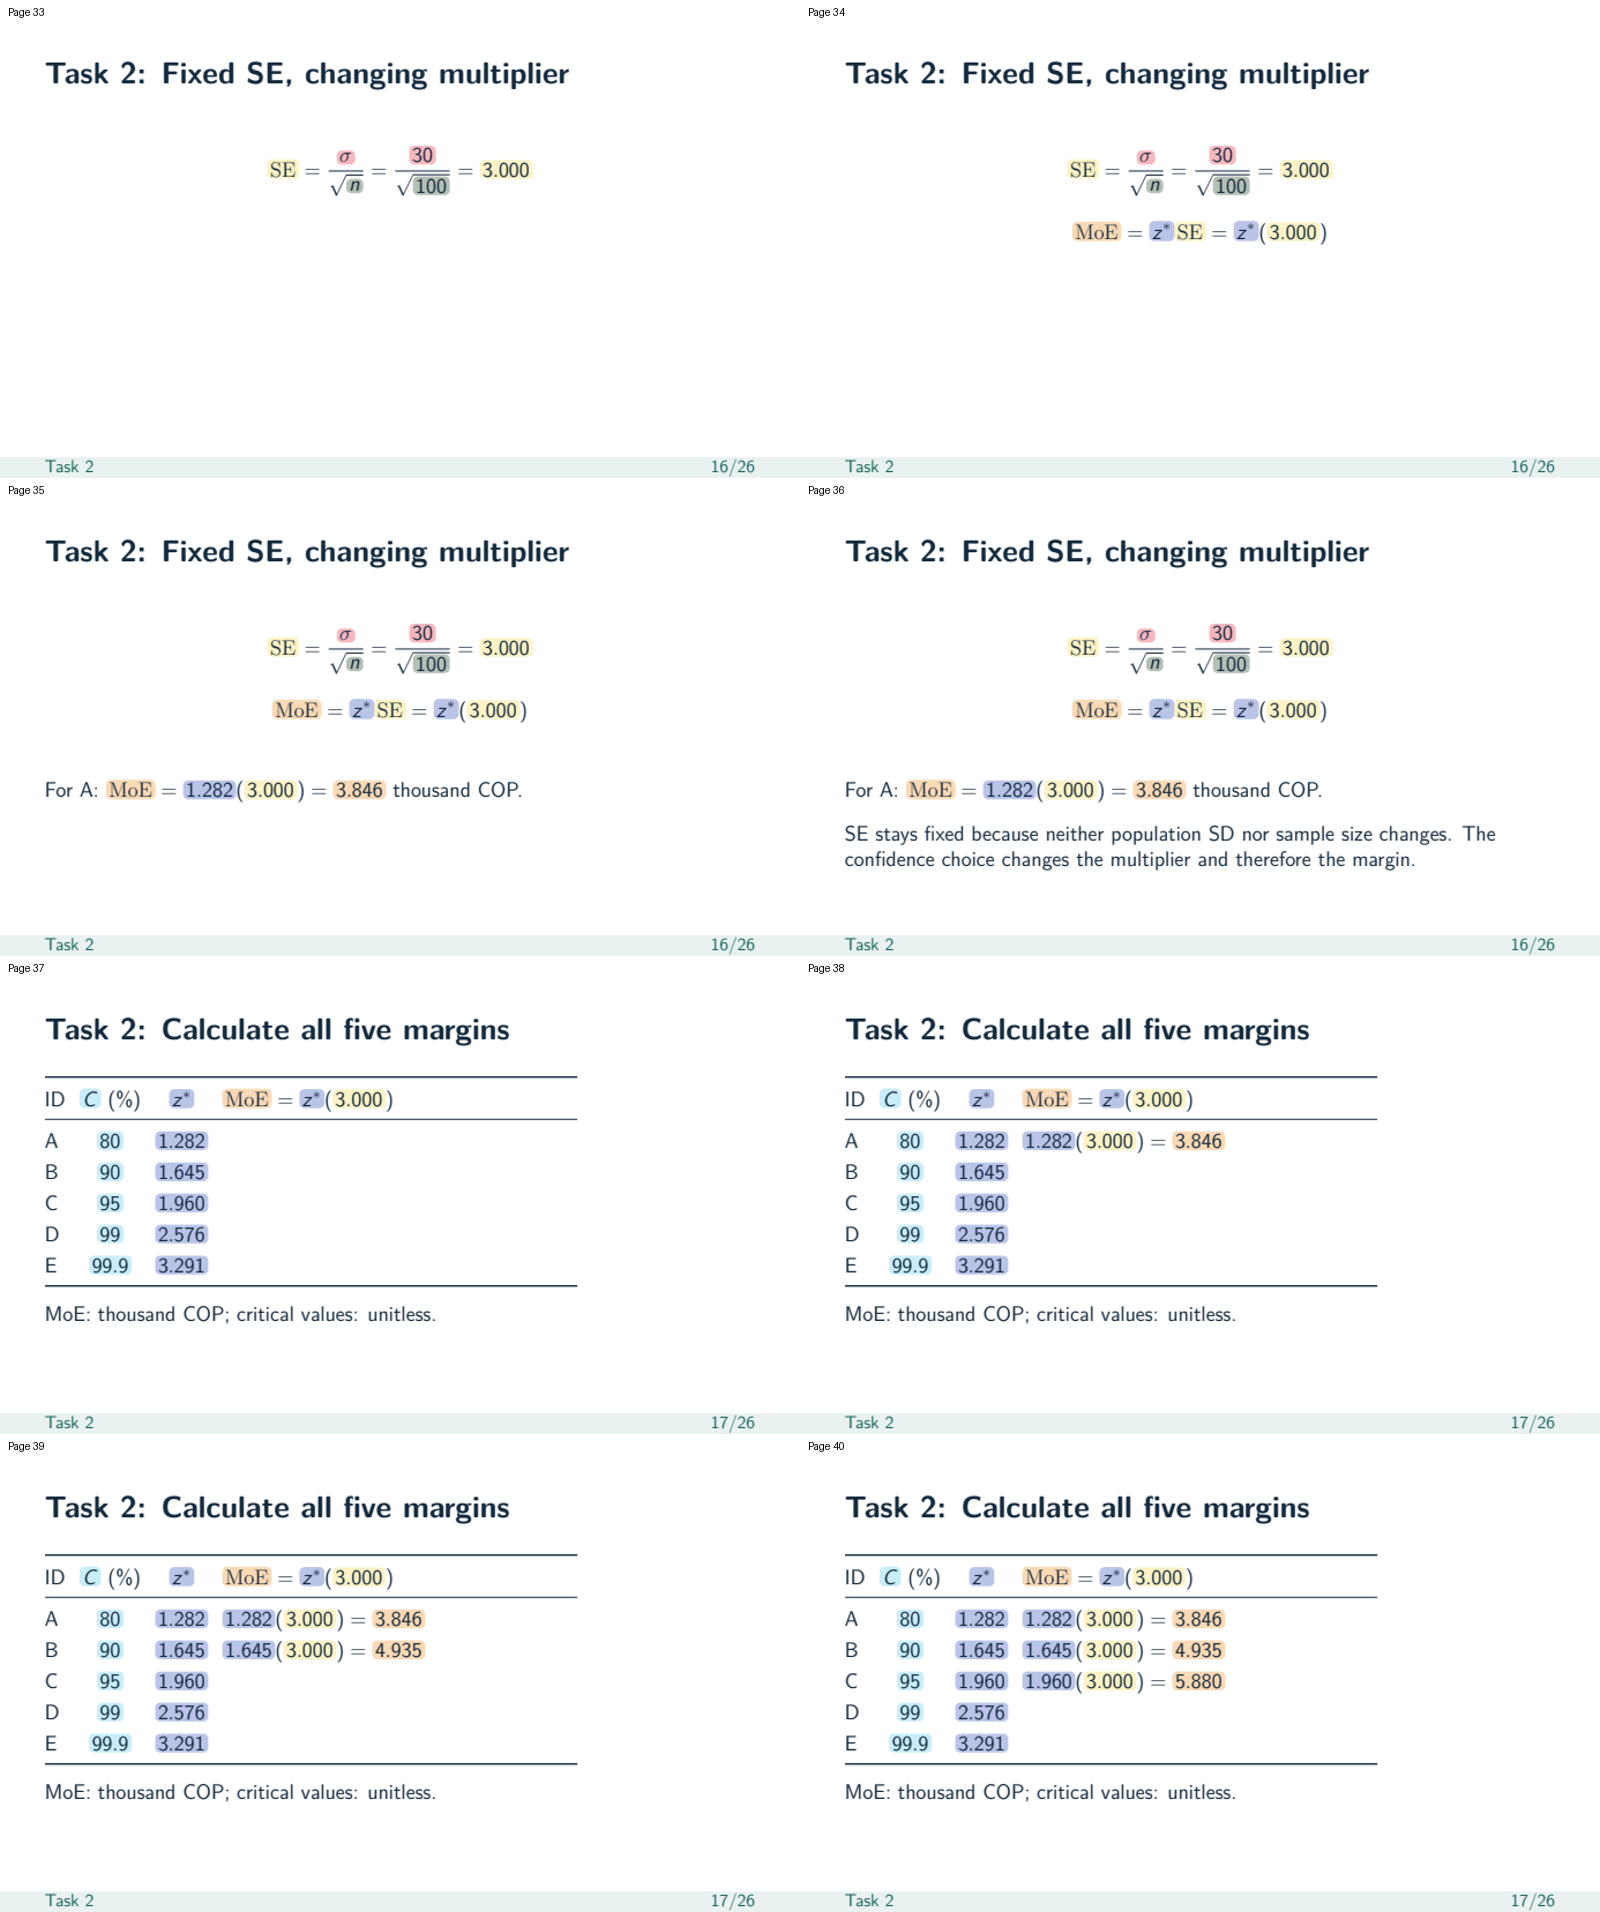 Page 33
Task 2: Fixed SE, changing multiplier
SE = σ/√n = 30/√100 = 3.000
Task 2 16/26
Page 34
Task 2: Fixed SE, changing multiplier
SE = σ/√n = 30/√100 = 3.000
MoE = z* SE = z*(3.000)
Task 2 16/26
Page 35
Task 2: Fixed SE, changing multiplier
SE = σ/√n = 30/√100 = 3.000
MoE = z* SE = z*(3.000)
For A: MoE = 1.282(3.000) = 3.846 thousand COP.
Task 2 16/26
Page 36
Task 2: Fixed SE, changing multiplier
SE = σ/√n = 30/√100 = 3.000
MoE = z* SE = z*(3.000)
For A: MoE = 1.282(3.000) = 3.846 thousand COP.
SE stays fixed because neither population SD nor sample size changes. The
confidence choice changes the multiplier and therefore the margin.
Task 2 16/26
Page 37
Task 2: Calculate all five margins
ID C (%) z* MoE = z*(3.000)
A 80 1.282
B 90 1.645
C 95 1.960
D 99 2.576
E 99.9 3.291
MoE: thousand COP; critical values: unitless.
Task 2 17/26
Page 38
Task 2: Calculate all five margins
ID C (%) z* MoE = z*(3.000)
A 80 1.282 1.282(3.000) = 3.846
B 90 1.645
C 95 1.960
D 99 2.576
E 99.9 3.291
MoE: thousand COP; critical values: unitless.
Task 2 17/26
Page 39
Task 2: Calculate all five margins
ID C (%) z* MoE = z*(3.000)
A 80 1.282 1.282(3.000) = 3.846
B 90 1.645 1.645(3.000) = 4.935
C 95 1.960
D 99 2.576
E 99.9 3.291
MoE: thousand COP; critical values: unitless.
Task 2 17/26
Page 40
Task 2: Calculate all five margins
ID C (%) z* MoE = z*(3.000)
A 80 1.282 1.282(3.000) = 3.846
B 90 1.645 1.645(3.000) = 4.935
C 95 1.960 1.960(3.000) = 5.880
D 99 2.576
E 99.9 3.291
MoE: thousand COP; critical values: unitless.
Task 2 17/26